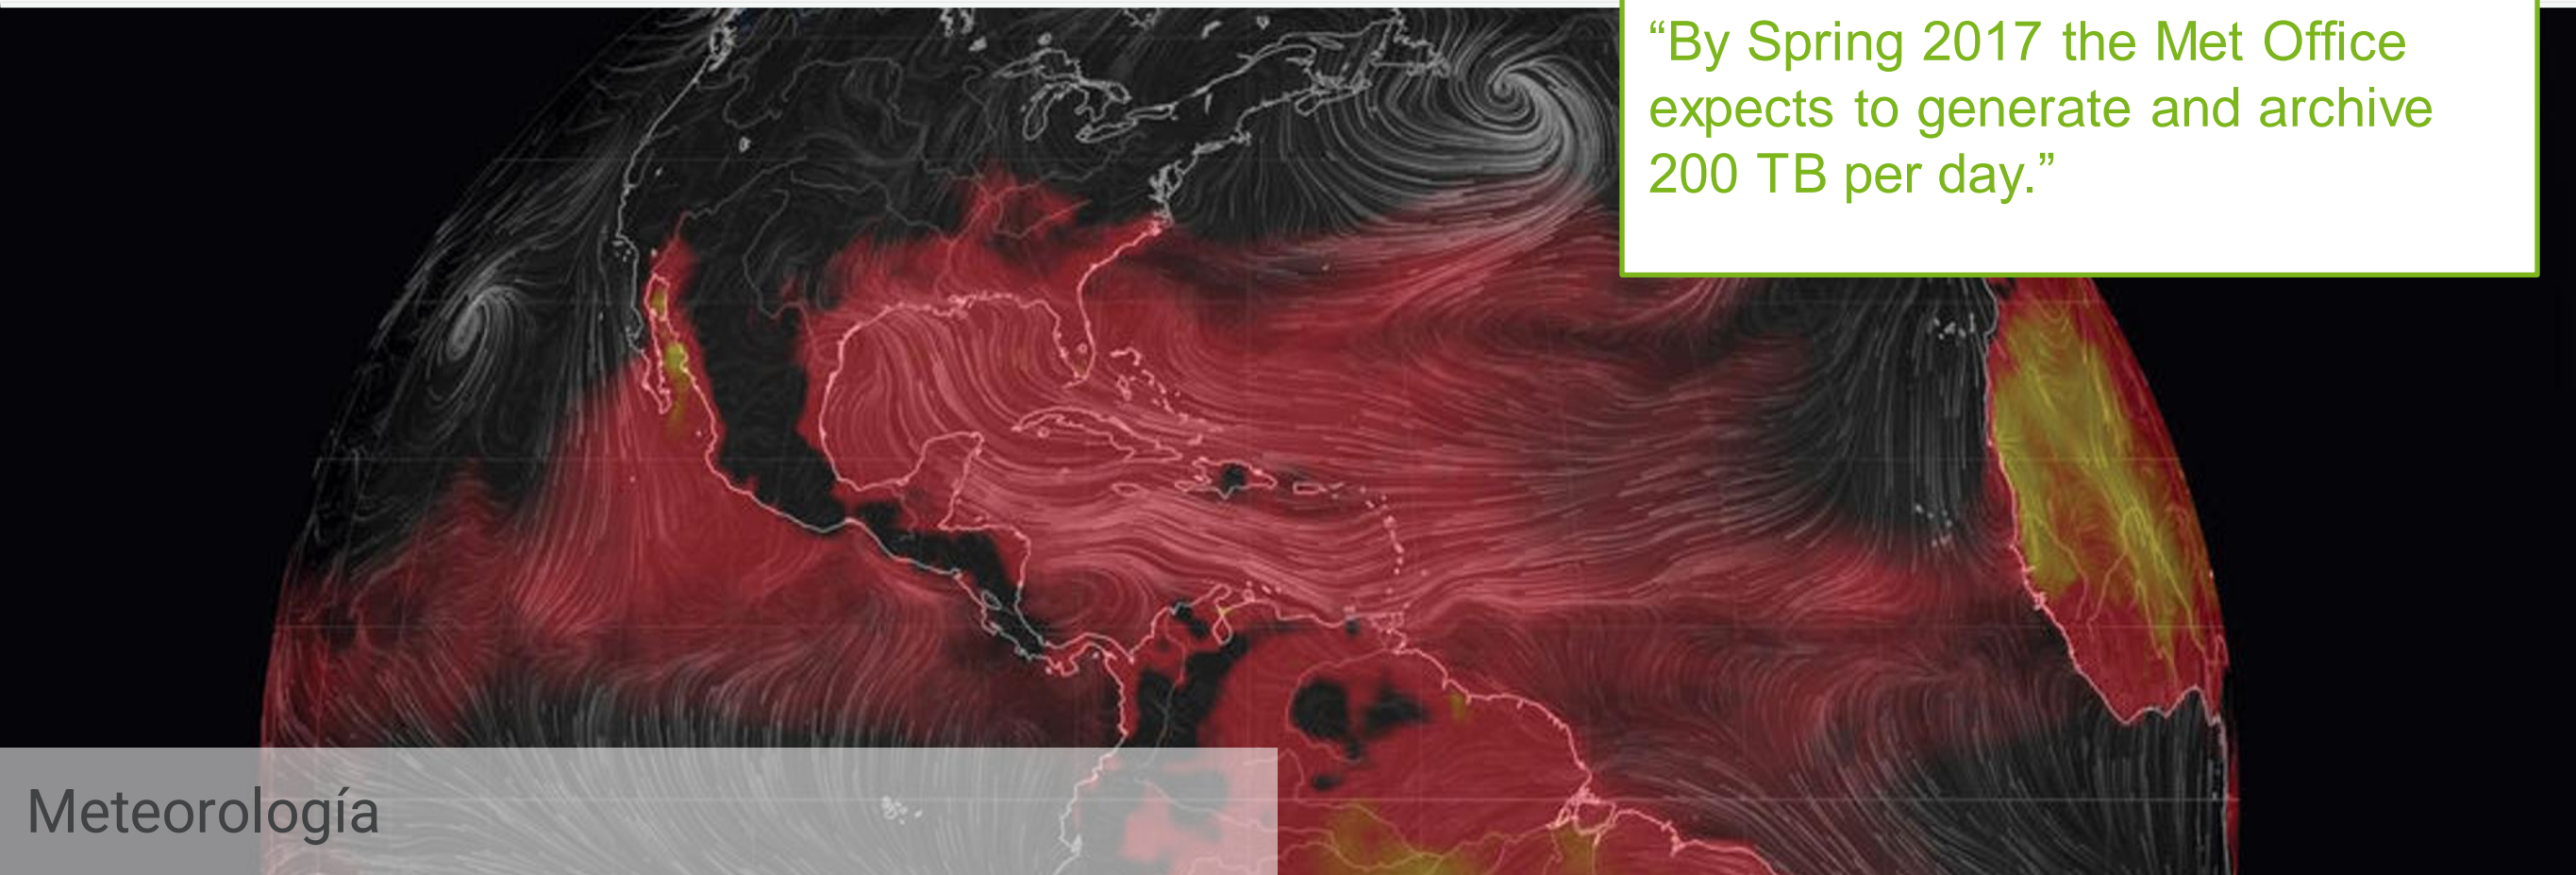 “By Spring 2017 the Met Office
expects to generate and archive
200 TB per day.”
Meteorología